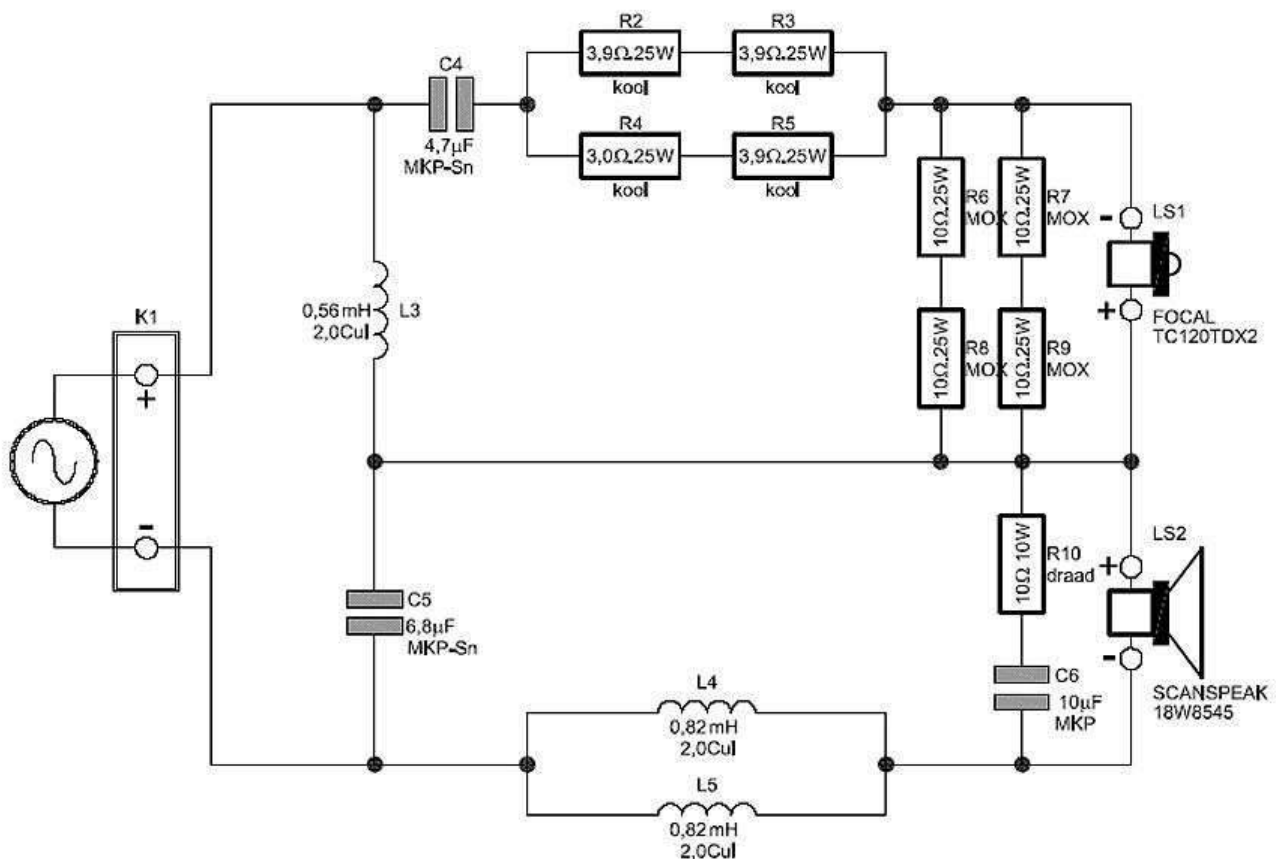 R2
3,9Ω.25W
kool
R3
3,9Ω.25W
kool
C4
4,7µF
MKP-Sn
R4
3,0Ω.25W
kool
R5
3,9Ω.25W
kool
10Ω.25W
R6
MOX
10Ω.25W
R7
MOX
-
LS1
+
FOCAL
TC120TDX2
0,56mH
2,0Cul
L3
10Ω.25W
R8
MOX
10Ω.25W
R9
MOX
K1
+
-
C5
6,8µF
MKP-Sn
10Ω 10W
R10
draad
LS2
+
-
SCANSPEAK
18W8545
C6
10µF
MKP
L4
0,82mH
2,0Cul
L5
0,82mH
2,0Cul